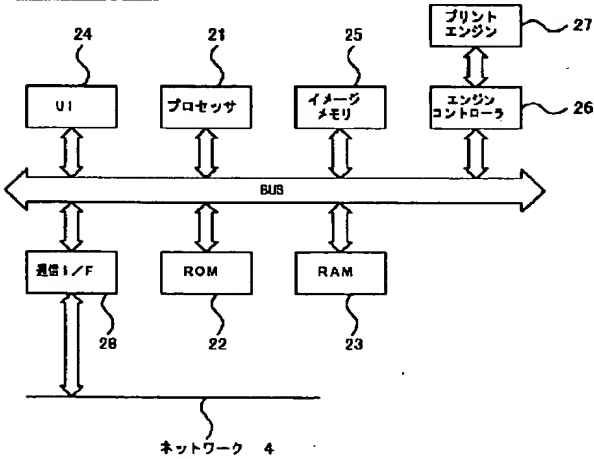 プリント
エンジン
27
24
21
25
UI
プロセッサ
イメージ
メモリ
エンジン
コントローラ
26
BUS
通信I/F
ROM
RAM
28
22
23
ネットワーク 4